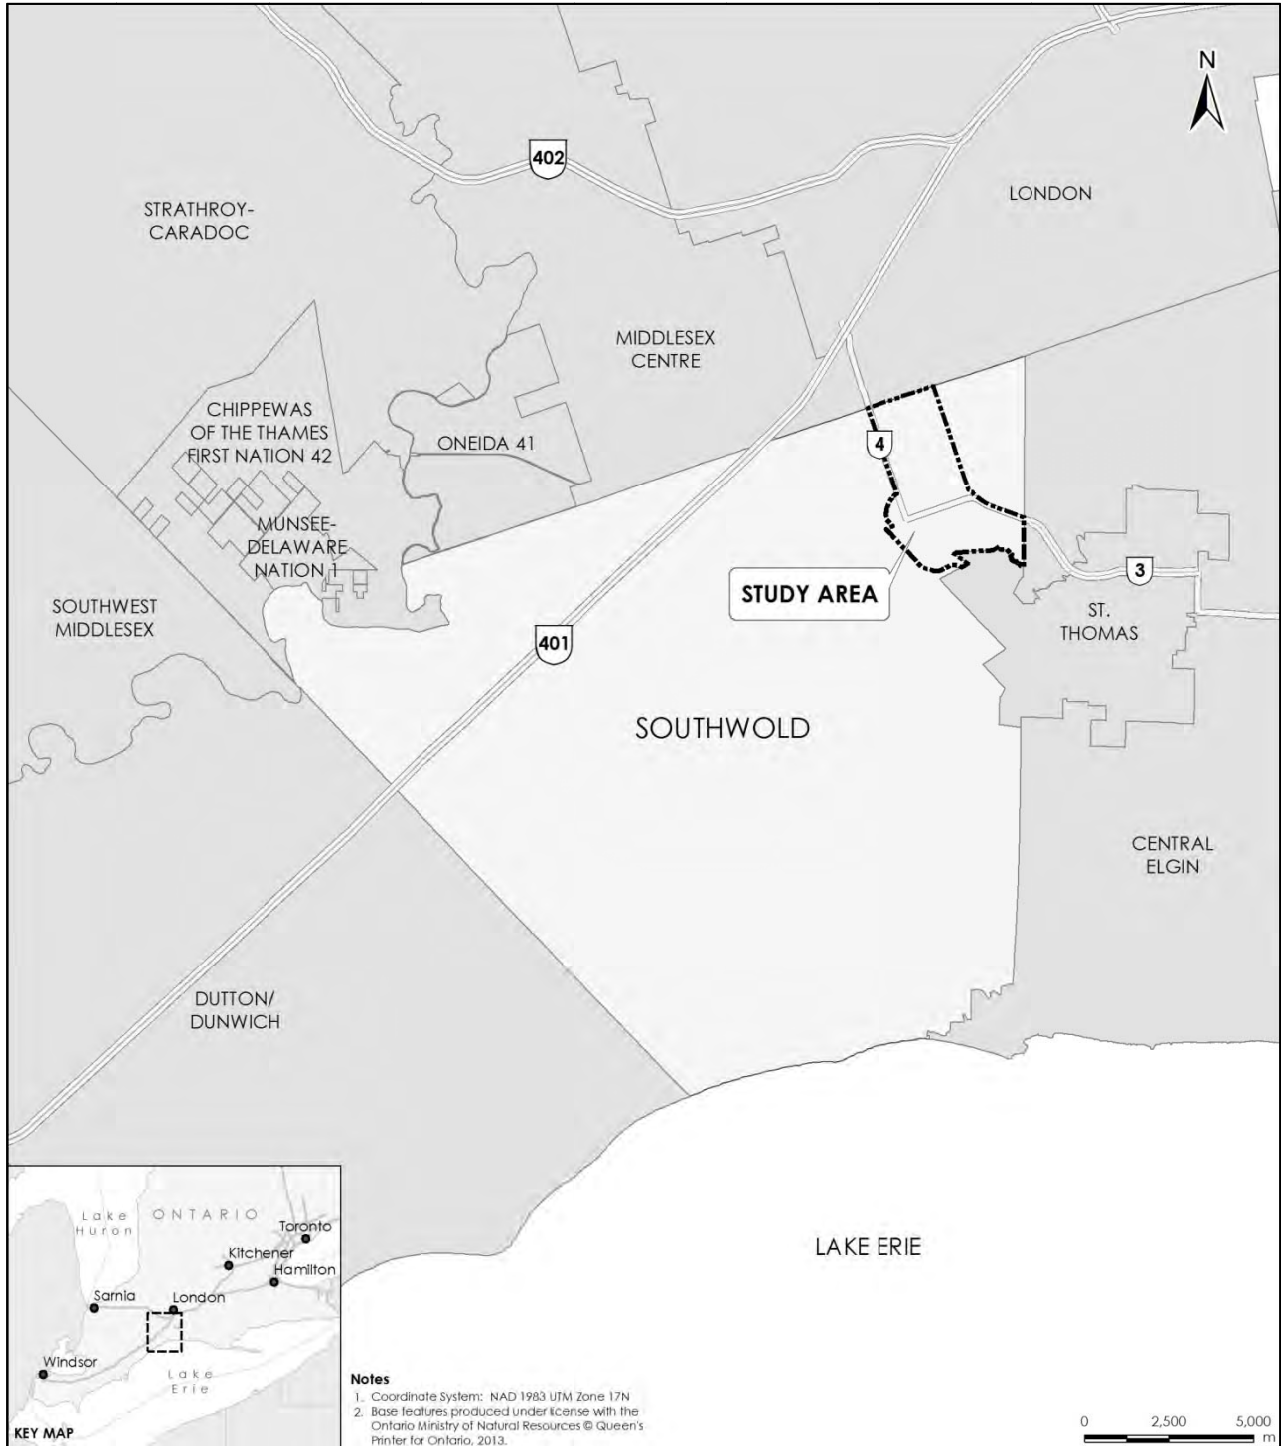 N
402
LONDON
STRATHROY-
CARADOC
MIDDLESEX
CENTRE
CHIPPEWAS
OF THE THAMES
FIRST NATION 42
ONEIDA 41
4
MUNSEE-
DELAWARE
NATION 1
STUDY AREA
3
SOUTHWEST
MIDDLESEX
ST.
THOMAS
401
SOUTHWOLD
CENTRAL
ELGIN
DUTTON/
DUNWICH
LAKE ERIE
Lake
Huron
ONTARIO
Toronto
Kitchener
Hamilton
Sarnia
London
Windsor
Lake
Erie
KEY MAP
Notes
1. Coordinate System: NAD 1983 UTM Zone 17N
2. Base features produced under license with the
Ontario Ministry of Natural Resources © Queen's
Printer for Ontario, 2013.
0 2,500 5,000
m